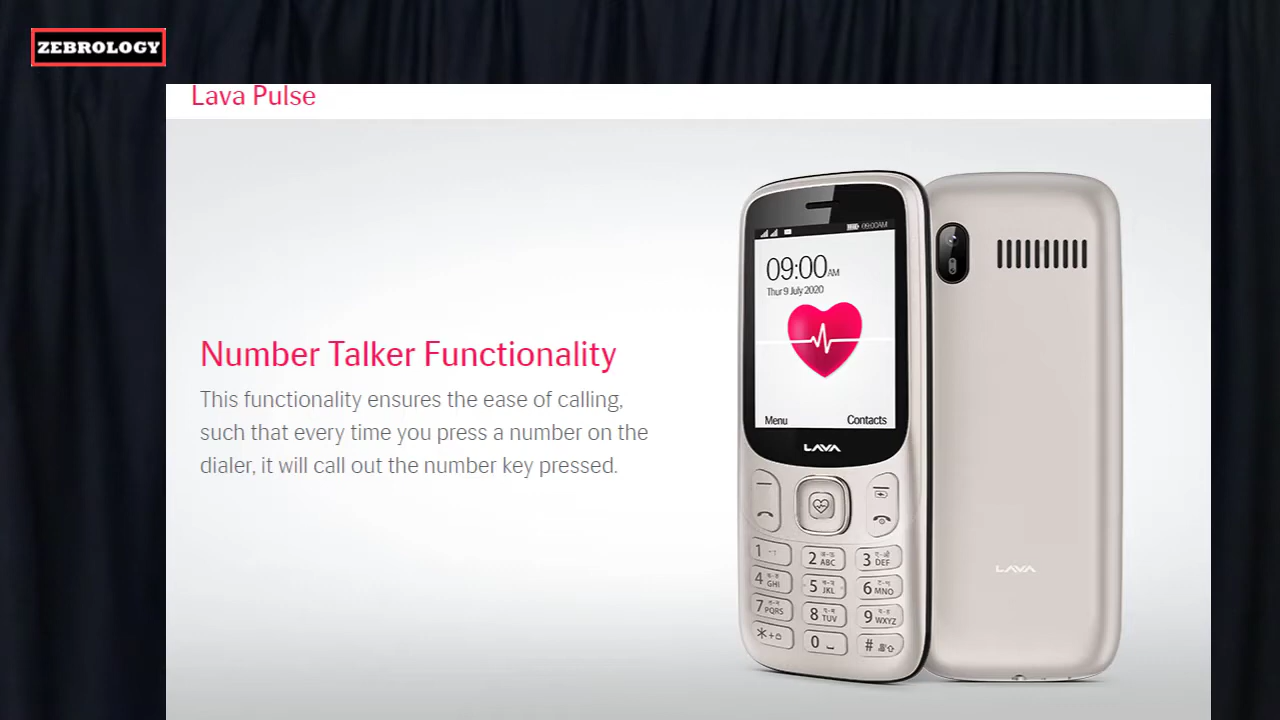 ZEBROLOGY
Lava Pulse
09:00AM
09:00 AM
Thur 9 July 2020
Number Talker Functionality
This functionality ensures the ease of calling,
such that every time you press a number on the
dialer, it will call out the number key pressed.
Menu Contacts
LAVA
1
2 ABC
3 DEF
4 GHI
5 JKL
6 MNO
7 PQRS
8 TUV
9 WXYZ
* +
0
#
LAVA